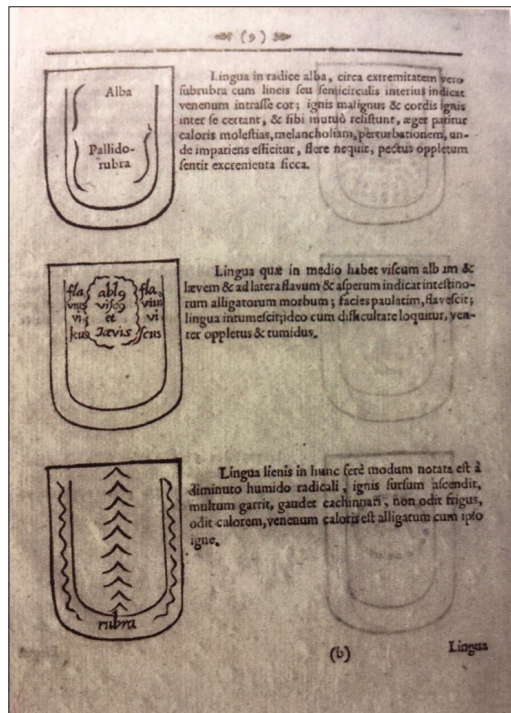 (9)
Alba
Pallido-
rubra
Lingua in radice alba, circa extremitatem vero
subrubra cum lineis seu semicirculis interius indicat
venenum intrasse cor; ignis malignus & cordis ignis
inter se certant, & sibi mutuò resistunt, æger patitur
caloris molestias, melancholiam, perturbationem, un-
de impatiens efficitur, flere nequit, pectus oppletum
sentit excrementa sicca.
fla
vius
vi
scus
albꝯ
viscꝯ
et
Lævis
fla,
vius
vi
scus
Lingua quæ in medio habet viscum alb um &
lævem & ad latera flavum & asperum indicat intestino-
rum alligatorum morbum; facies paulatim, flavescit;
lingua intumescit; ideo cum difficultate loquitur, ven-
ter oppletus & tumidus.
rubra
Lingua lienis in hunc ferè modum notata est à
diminuto humido radicali, ignis sursum ascendit,
multum garrit, gaudet cachinnari, non odit frigus,
odit calorem, venenum caloris est alligatum cum ipso
igne.
(b)
Lingua